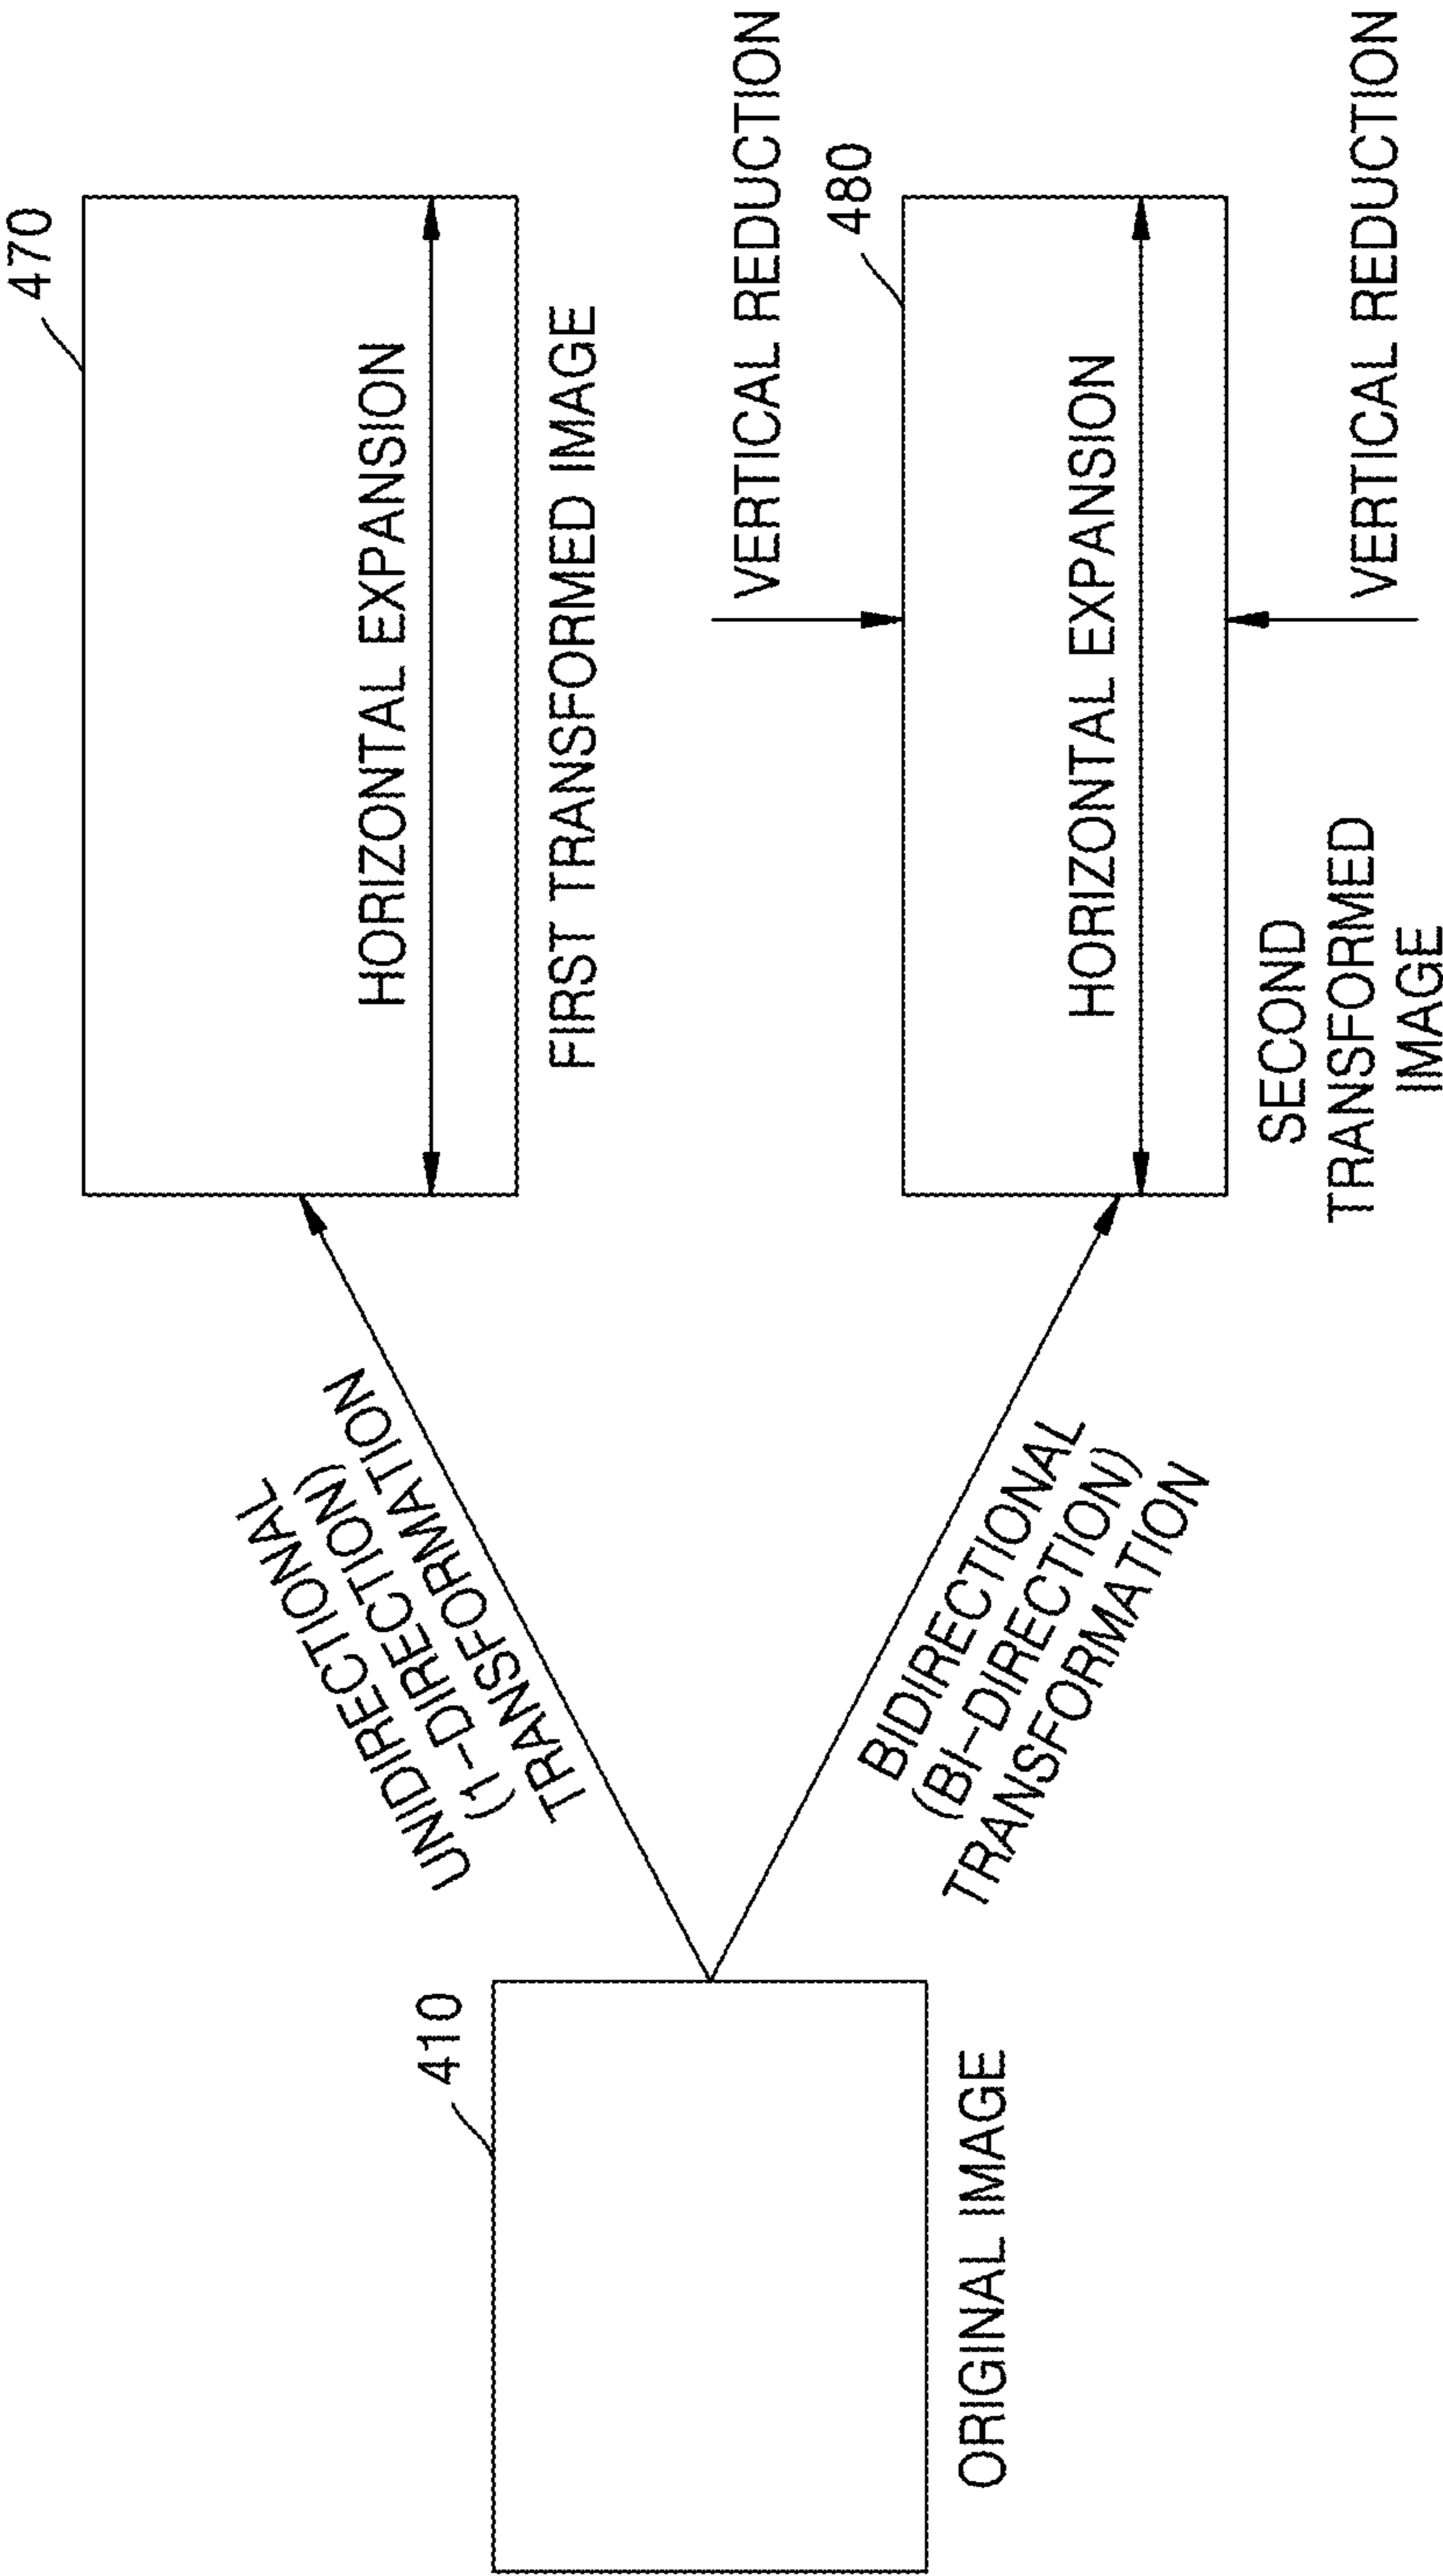 410
ORIGINAL IMAGE
UNIDIRECTIONAL
(1-DIRECTION)
TRANSFORMATION
BIDIRECTIONAL
(BI-DIRECTION)
TRANSFORMATION
470
HORIZONTAL EXPANSION
FIRST TRANSFORMED IMAGE
VERTICAL REDUCTION
480
HORIZONTAL EXPANSION
SECOND
TRANSFORMED
IMAGE
VERTICAL REDUCTION